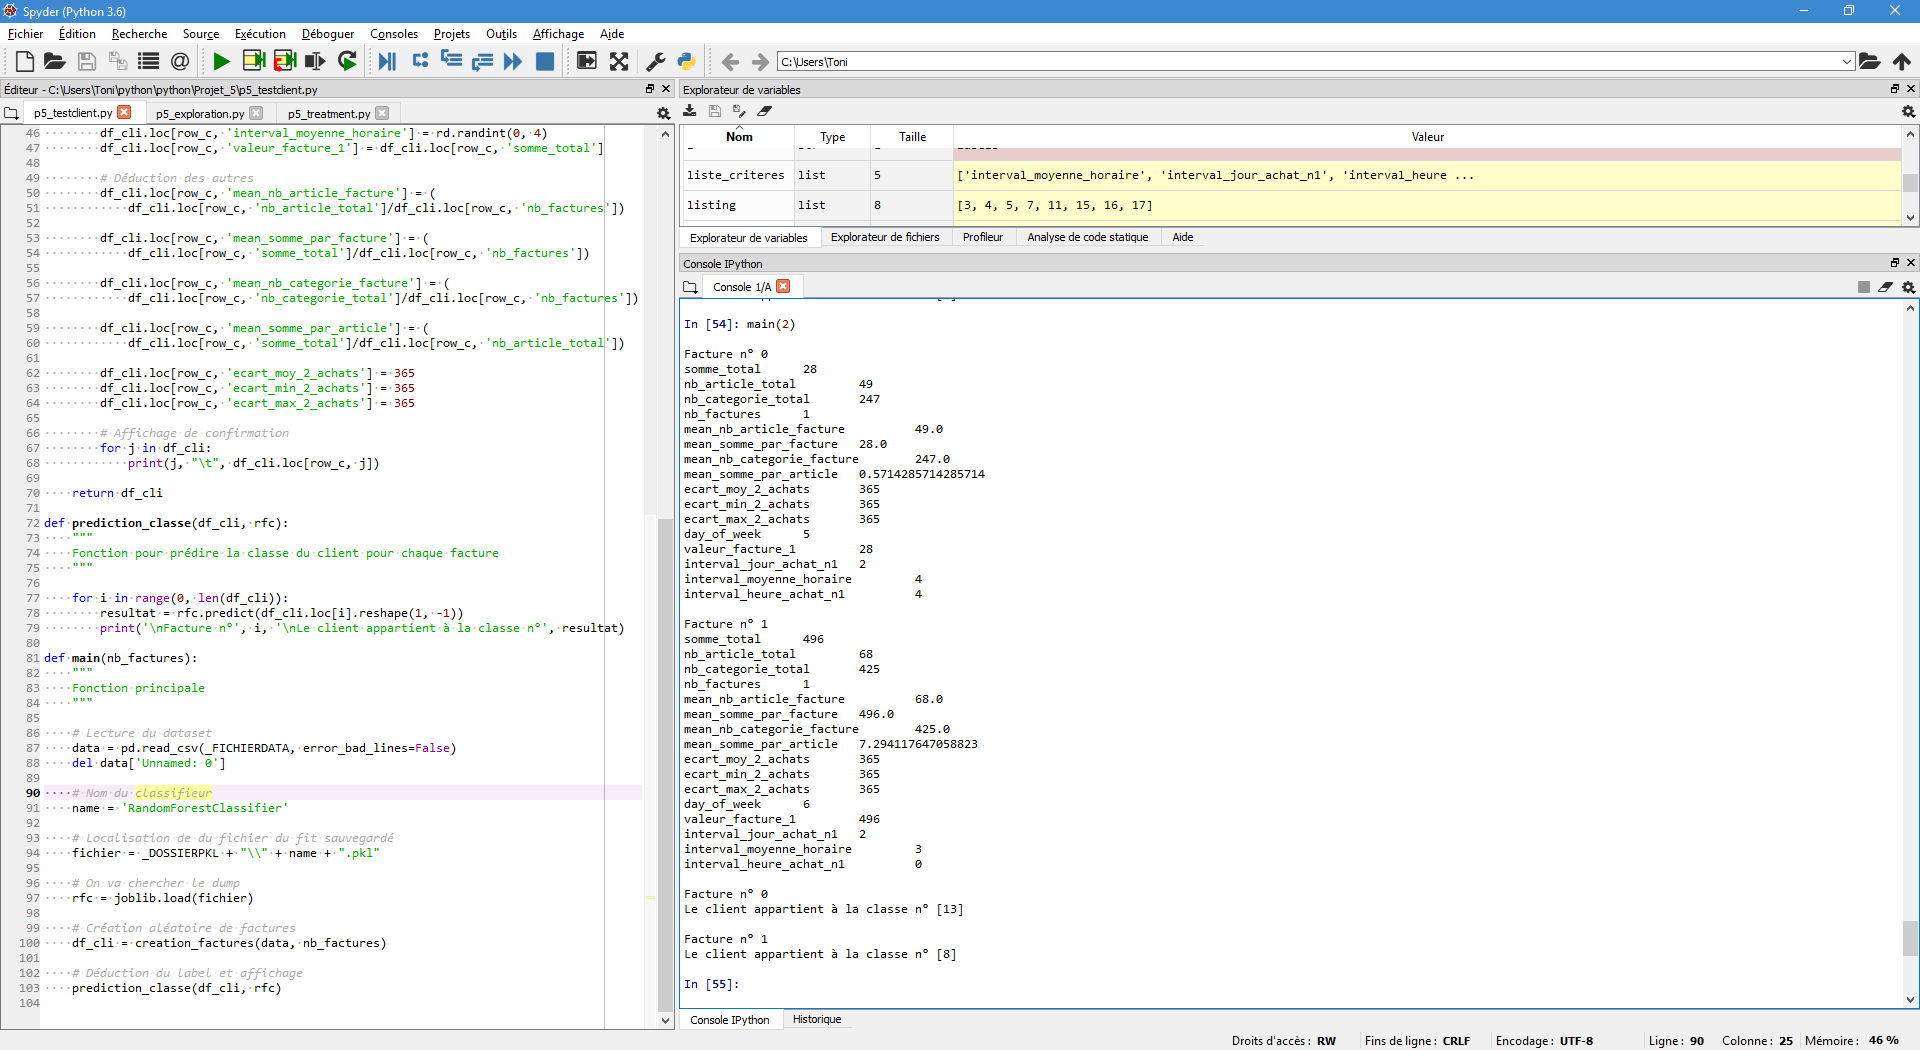 Spyder (Python 3.6)
Fichier Édition Recherche Source Exécution Déboguer Consoles Projets Outils Affichage Aide
C:\Users\Toni
Éditeur - C:\Users\Toni\python\python\Projet_5\p5_testclient.py
p5_testclient.py p5_exploration.py p5_treatment.py
46 df_cli.loc[row_c, 'interval_moyenne_horaire'] = rd.randint(0, 4)
47 df_cli.loc[row_c, 'valeur_facture_1'] = df_cli.loc[row_c, 'somme_total']
48
49 # Déduction des autres
50 df_cli.loc[row_c, 'mean_nb_article_facture'] = (
51 df_cli.loc[row_c, 'nb_article_total']/df_cli.loc[row_c, 'nb_factures'])
52
53 df_cli.loc[row_c, 'mean_somme_par_facture'] = (
54 df_cli.loc[row_c, 'somme_total']/df_cli.loc[row_c, 'nb_factures'])
55
56 df_cli.loc[row_c, 'mean_nb_categorie_facture'] = (
57 df_cli.loc[row_c, 'nb_categorie_total']/df_cli.loc[row_c, 'nb_factures'])
58
59 df_cli.loc[row_c, 'mean_somme_par_article'] = (
60 df_cli.loc[row_c, 'somme_total']/df_cli.loc[row_c, 'nb_article_total'])
61
62 df_cli.loc[row_c, 'ecart_moy_2_achats'] = 365
63 df_cli.loc[row_c, 'ecart_min_2_achats'] = 365
64 df_cli.loc[row_c, 'ecart_max_2_achats'] = 365
65
66 # Affichage de confirmation
67 for j in df_cli:
68 print(j, "\t", df_cli.loc[row_c, j])
69
70 return df_cli
71
72 def prediction_classe(df_cli, rfc):
73 """
74 Fonction pour prédire la classe du client pour chaque facture
75 """
76
77 for i in range(0, len(df_cli)):
78 resultat = rfc.predict(df_cli.loc[i].reshape(1, -1))
79 print('\nFacture n°', i, '\nLe client appartient à la classe n°', resultat)
80
81 def main(nb_factures):
82 """
83 Fonction principale
84 """
85
86 # Lecture du dataset
87 data = pd.read_csv(_FICHIERDATA, error_bad_lines=False)
88 del data['Unnamed: 0']
89
90 # Nom du classifieur
91 name = 'RandomForestClassifier'
92
93 # Localisation de du fichier du fit sauvegardé
94 fichier = _DOSSIERPKL + "\\" + name + ".pkl"
95
96 # On va chercher le dump
97 rfc = joblib.load(fichier)
98
99 # Création aléatoire de factures
100 df_cli = creation_factures(data, nb_factures)
101
102 # Déduction du label et affichage
103 prediction_classe(df_cli, rfc)
104
Explorateur de variables
Nom Type Taille Valeur
liste_criteres list 5 ['interval_moyenne_horaire', 'interval_jour_achat_n1', 'interval_heure ...
listing list 8 [3, 4, 5, 7, 11, 15, 16, 17]
Explorateur de variables Explorateur de fichiers Profileur Analyse de code statique Aide
Console IPython
Console 1/A
In [54]: main(2)
Facture n° 0
somme_total 28
nb_article_total 49
nb_categorie_total 247
nb_factures 1
mean_nb_article_facture 49.0
mean_somme_par_facture 28.0
mean_nb_categorie_facture 247.0
mean_somme_par_article 0.5714285714285714
ecart_moy_2_achats 365
ecart_min_2_achats 365
ecart_max_2_achats 365
day_of_week 5
valeur_facture_1 28
interval_jour_achat_n1 2
interval_moyenne_horaire 4
interval_heure_achat_n1 4
Facture n° 1
somme_total 496
nb_article_total 68
nb_categorie_total 425
nb_factures 1
mean_nb_article_facture 68.0
mean_somme_par_facture 496.0
mean_nb_categorie_facture 425.0
mean_somme_par_article 7.294117647058823
ecart_moy_2_achats 365
ecart_min_2_achats 365
ecart_max_2_achats 365
day_of_week 6
valeur_facture_1 496
interval_jour_achat_n1 2
interval_moyenne_horaire 3
interval_heure_achat_n1 0
Facture n° 0
Le client appartient à la classe n° [13]
Facture n° 1
Le client appartient à la classe n° [8]
In [55]:
Console IPython Historique
Droits d'accès : RW Fins de ligne : CRLF Encodage : UTF-8 Ligne : 90 Colonne : 25 Mémoire : 46 %